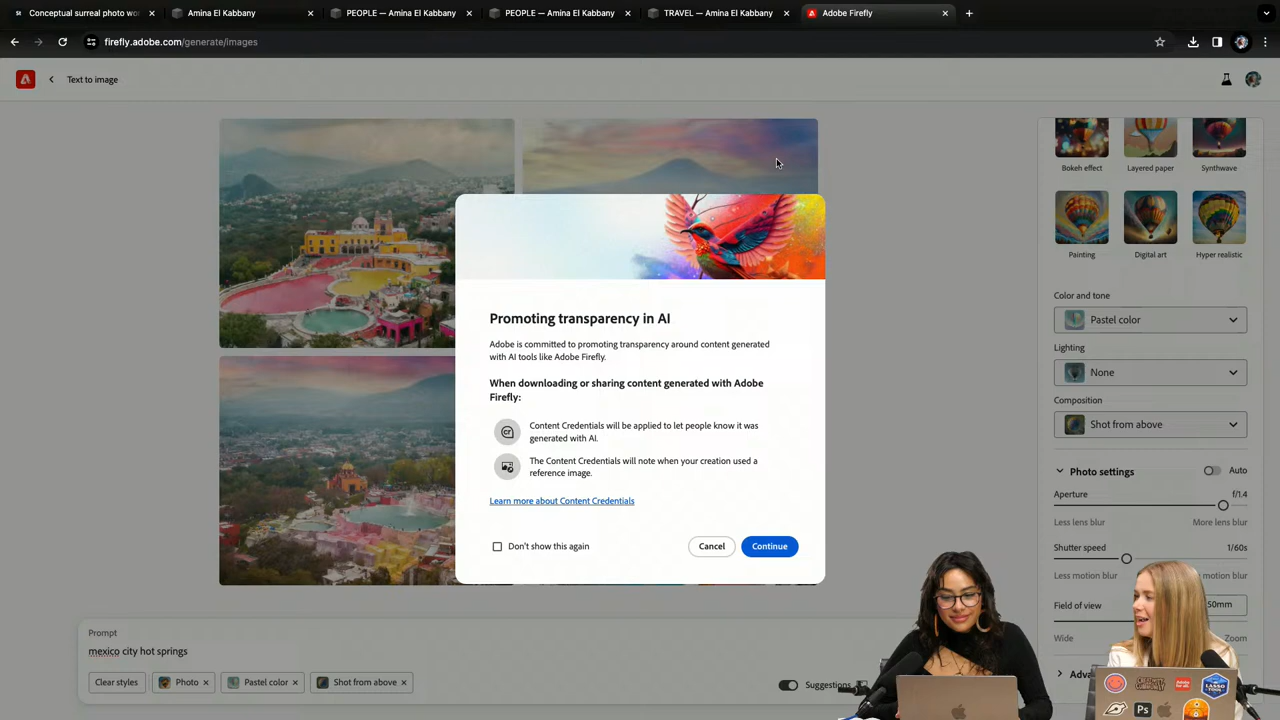 Conceptual surreal photo wo
Amina El Kabbany
PEOPLE — Amina El Kabbany
PEOPLE — Amina El Kabbany
TRAVEL — Amina El Kabbany
Adobe Firefly
firefly.adobe.com/generate/images
Text to image
Bokeh effect
Layered paper
Synthwave
Painting
Digital art
Hyper realistic
Color and tone
Pastel color
Lighting
None
Composition
Shot from above
Photo settings
Auto
Aperture
f/1.4
Less lens blur
More lens blur
Shutter speed
1/60s
Less motion blur
motion blur
Field of view
50mm
Wide
Zoom
Promoting transparency in AI
Adobe is committed to promoting transparency around content generated
with AI tools like Adobe Firefly.
When downloading or sharing content generated with Adobe
Firefly:
Content Credentials will be applied to let people know it was
generated with AI.
The Content Credentials will note when your creation used a
reference image.
Learn more about Content Credentials
Don't show this again
Cancel
Continue
Prompt
mexico city hot springs
Clear styles
Photo
Pastel color
Shot from above
Suggestions
Ps
LASSO
TOOL